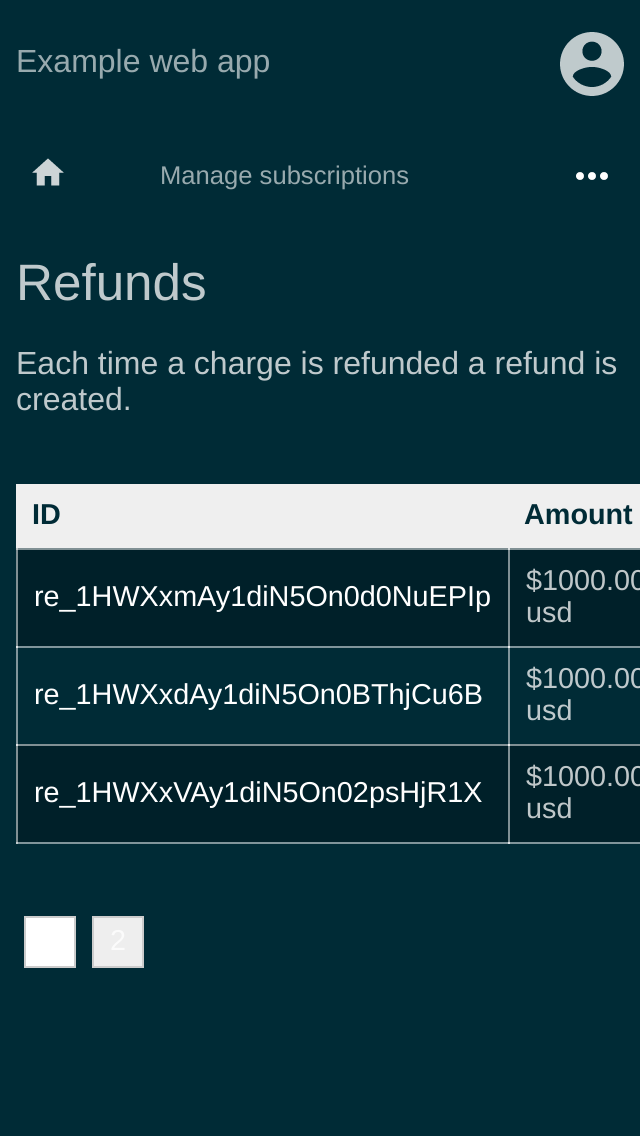 Example web app
Manage subscriptions
Refunds
Each time a charge is refunded a refund is
created.
ID Amount
re_1HWXxmAy1diN5On0d0NuEPIp $1000.00
usd
re_1HWXxdAy1diN5On0BThjCu6B $1000.00
usd
re_1HWXxVAy1diN5On02psHjR1X $1000.00
usd
2